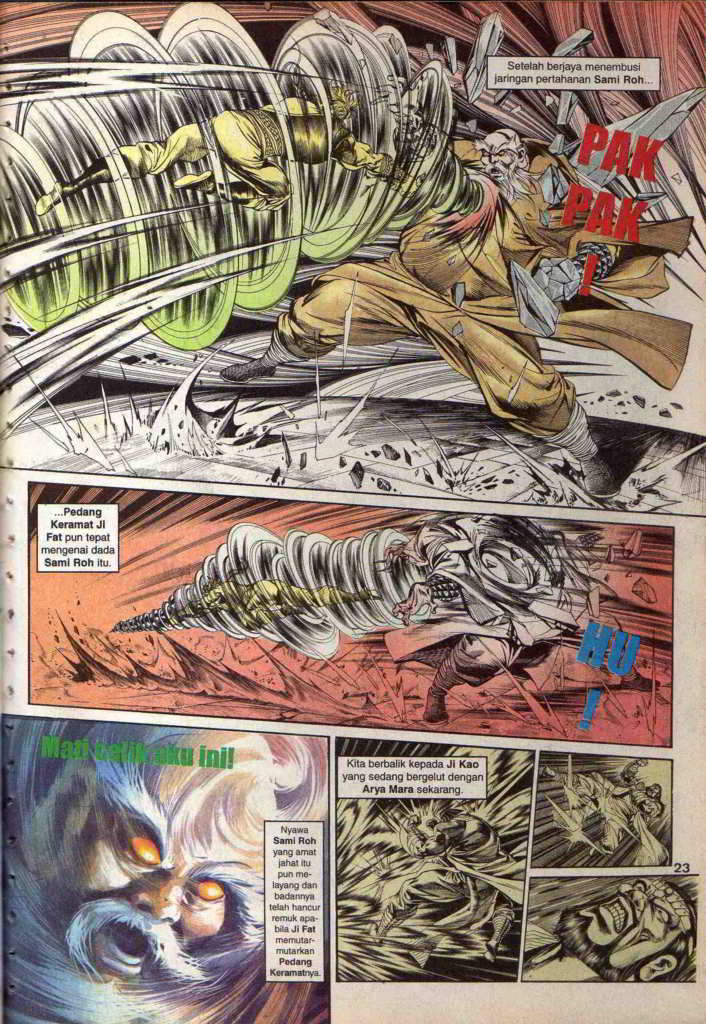 Setelah berjaya menembusi
jaringan pertahanan Sami Roh...
PAK
PAK
!
...Pedang
Keramat Ji
Fat pun tepat
mengenai dada
Sami Roh itu.
HU
!
Mati balik aku ini!
Nyawa
Sami Roh
yang amat
jahat itu
pun me-
layang dan
badannya
telah hancur
remuk apa-
bila Ji Fat
memutar-
mutarkan
Pedang
Keramatnya.
Kita berbalik kepada Ji Kao
yang sedang bergelut dengan
Arya Mara sekarang.
23